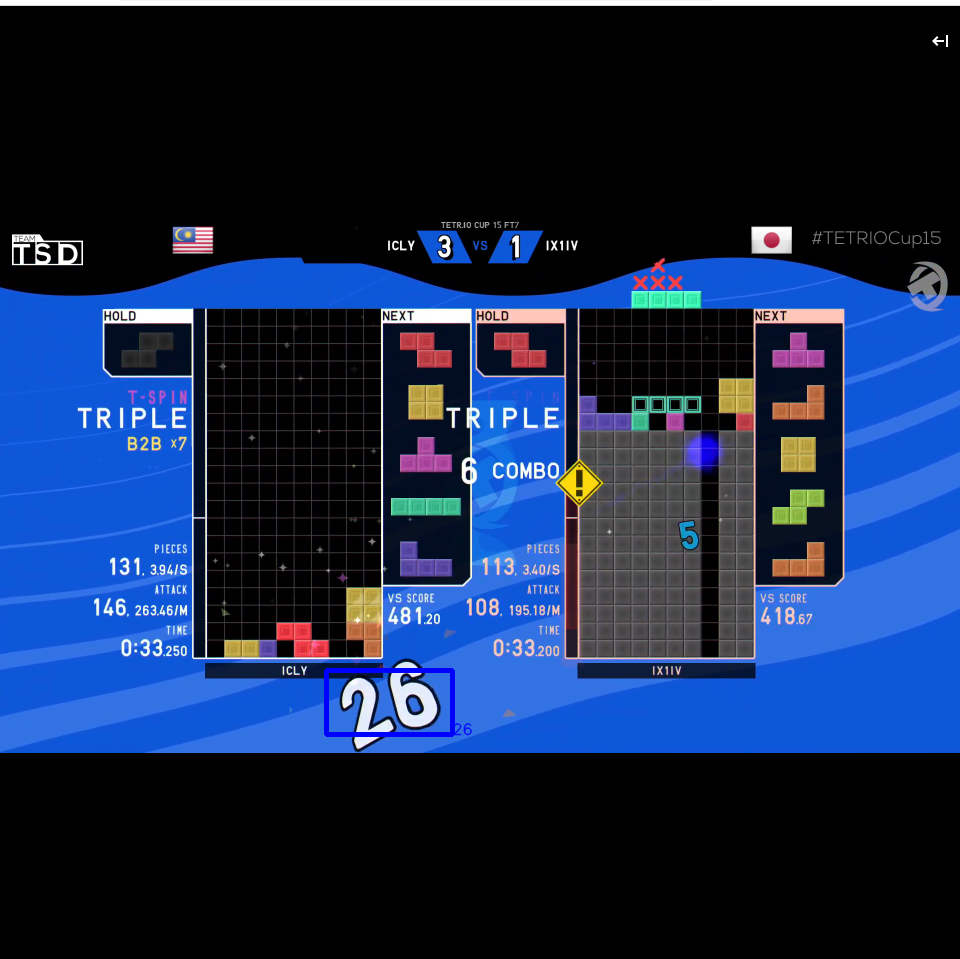 TEAM
TSD
TETR.IO CUP 15 FT7
ICLY 3 VS 1 IX1IV
#TETRIOCup15
HOLD
NEXT
HOLD
NEXT
T-SPIN
TRIPLE
B2B x7
PIECES
131, 3.94/S
ATTACK
146, 263.46/M
TIME
0:33.250
VS SCORE
481.20
ICLY
T-SPIN
TRIPLE
6 COMBO
!
5
PIECES
113, 3.40/S
ATTACK
108, 195.18/M
TIME
0:33.200
VS SCORE
418.67
IX1IV
26
26